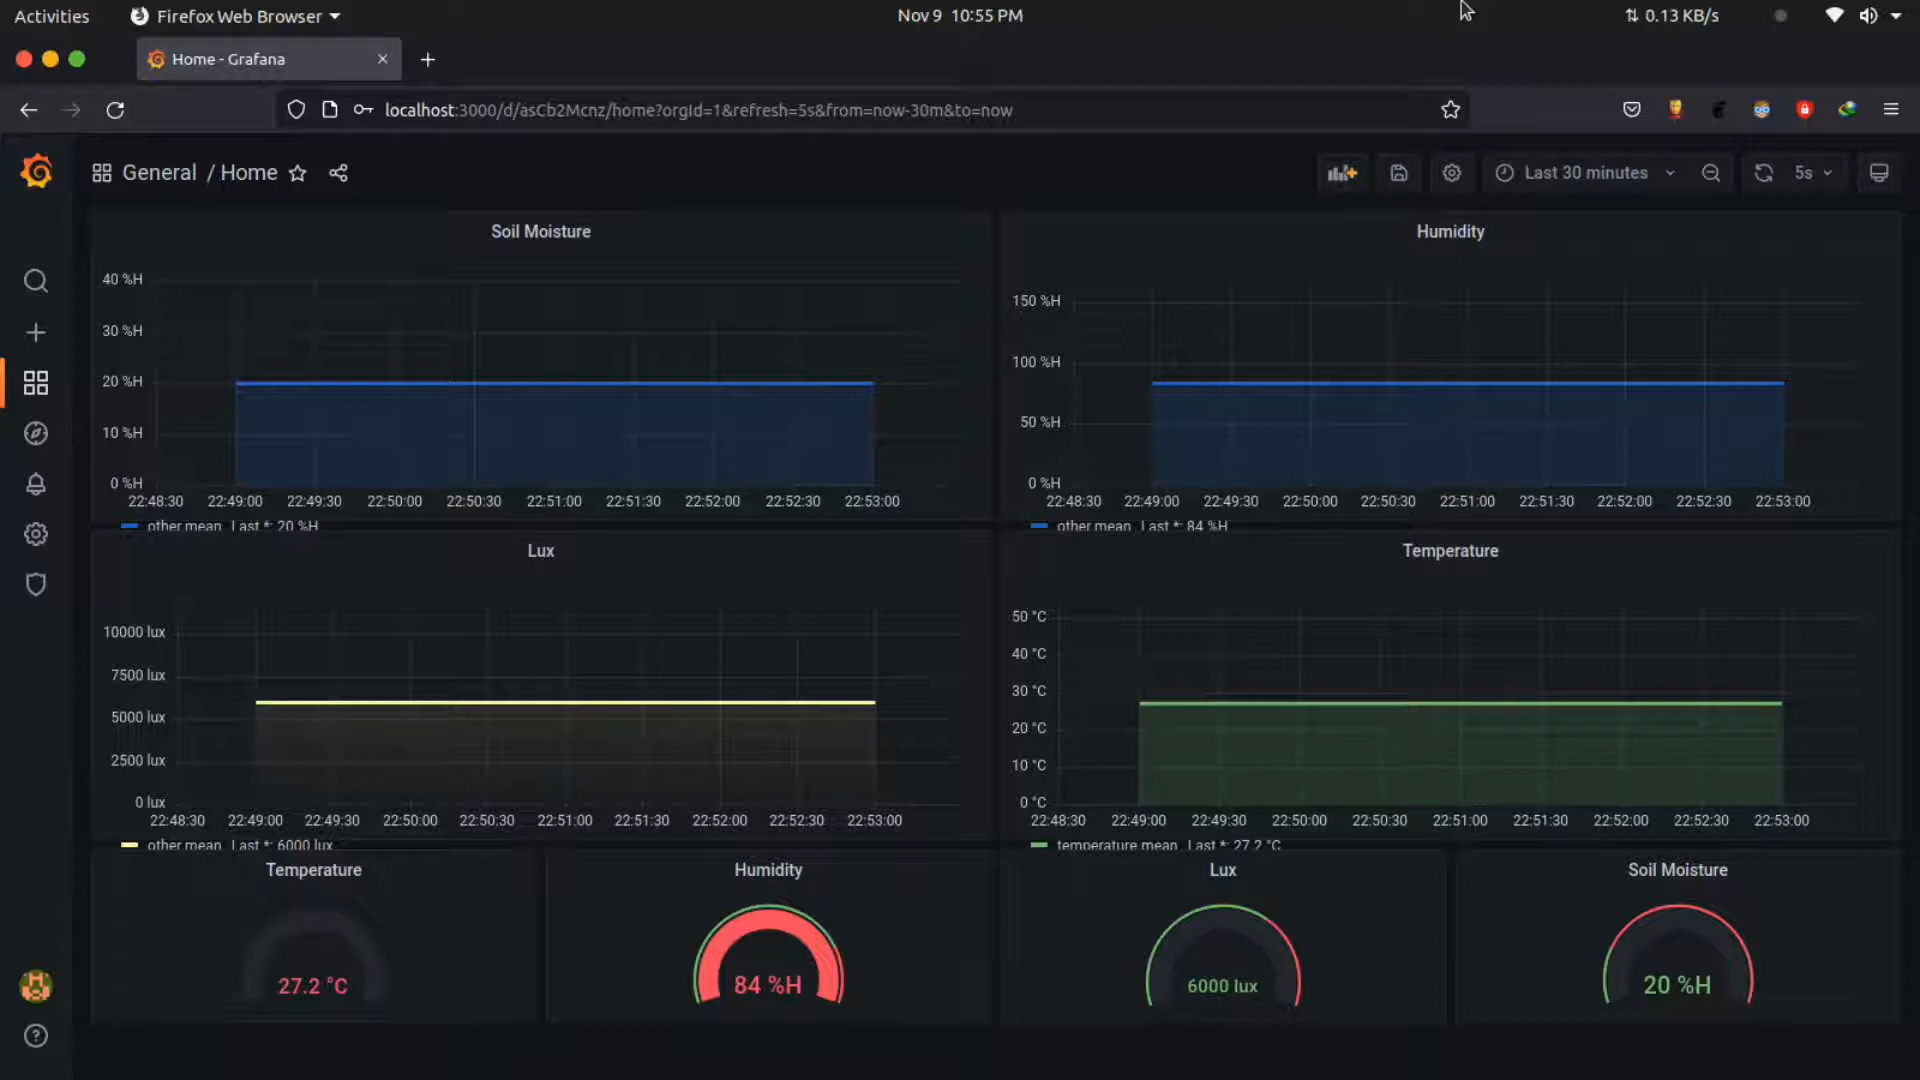 Activities Firefox Web Browser Nov 9 10:55 PM 0.13 KB/s
Home - Grafana
localhost:3000/d/asCb2Mcnz/home?orgId=1&refresh=5s&from=now-30m&to=now
General / Home Last 30 minutes 5s
Soil Moisture
40 %H
30 %H
20 %H
10 %H
0 %H
22:48:30 22:49:00 22:49:30 22:50:00 22:50:30 22:51:00 22:51:30 22:52:00 22:52:30 22:53:00
other mean Last *: 20 %H
Humidity
150 %H
100 %H
50 %H
0 %H
22:48:30 22:49:00 22:49:30 22:50:00 22:50:30 22:51:00 22:51:30 22:52:00 22:52:30 22:53:00
other mean Last *: 84 %H
Lux
10000 lux
7500 lux
5000 lux
2500 lux
0 lux
22:48:30 22:49:00 22:49:30 22:50:00 22:50:30 22:51:00 22:51:30 22:52:00 22:52:30 22:53:00
other mean Last *: 6000 lux
Temperature
50 °C
40 °C
30 °C
20 °C
10 °C
0 °C
22:48:30 22:49:00 22:49:30 22:50:00 22:50:30 22:51:00 22:51:30 22:52:00 22:52:30 22:53:00
temperature mean Last *: 27.2 °C
Temperature
27.2 °C
Humidity
84 %H
Lux
6000 lux
Soil Moisture
20 %H